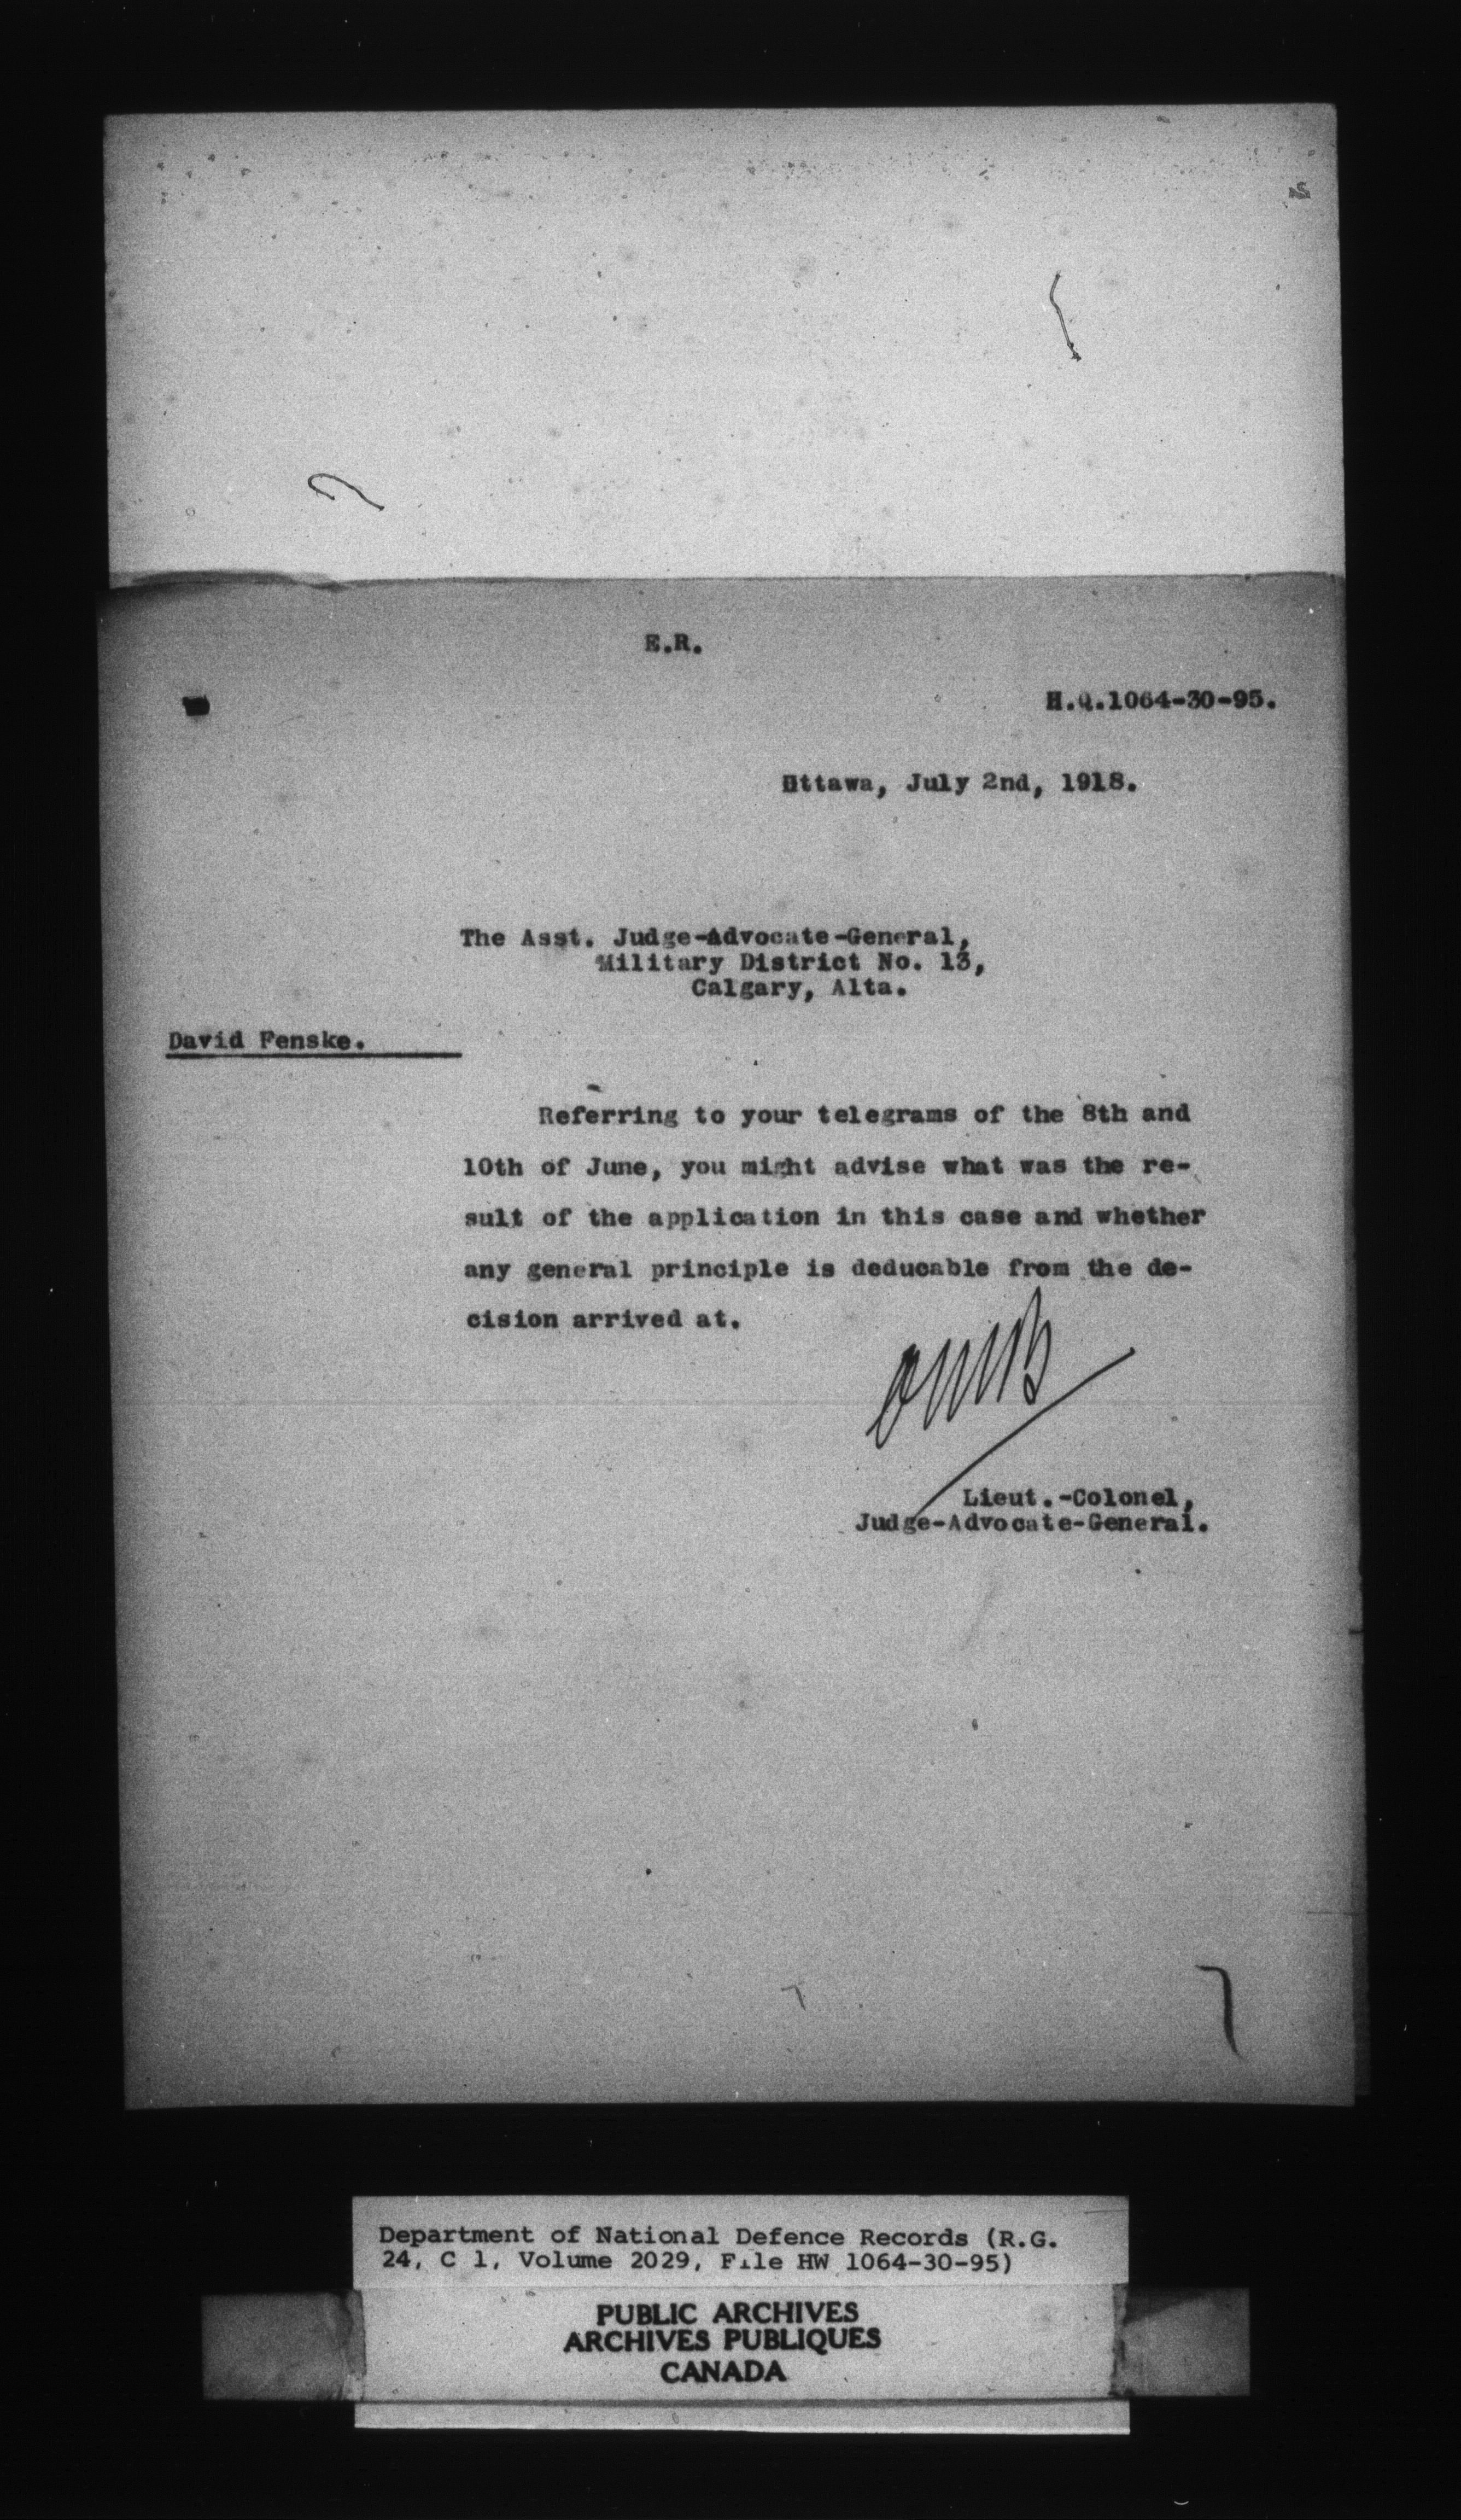 E.R.
H.Q.1064-30-95.
Ottawa, July 2nd, 1918.
The Asst. Judge-Advocate-General,
Military District No. 13,
Calgary, Alta.
David Fenske.
Referring to your telegrams of the 8th and
10th of June, you might advise what was the re-
sult of the application in this case and whether
any general principle is deducable from the de-
cision arrived at.
Lieut.-Colonel,
Judge-Advocate-General.
7
Department of National Defence Records (R.G.
24, C 1, Volume 2029, File HW 1064-30-95)
PUBLIC ARCHIVES
ARCHIVES PUBLIQUES
CANADA